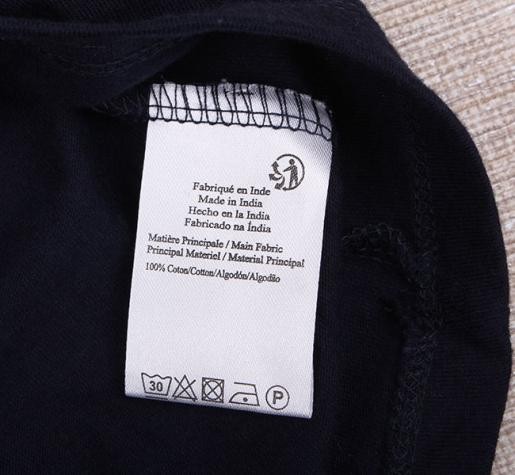 Fabriqué en Inde
Made in India
Hecho en la India
Fabricado na Índia
Matière Principale / Main Fabric
Principal Materiel / Material Principal
100% Coton/Cotton/Algodón/Algodão
30 P